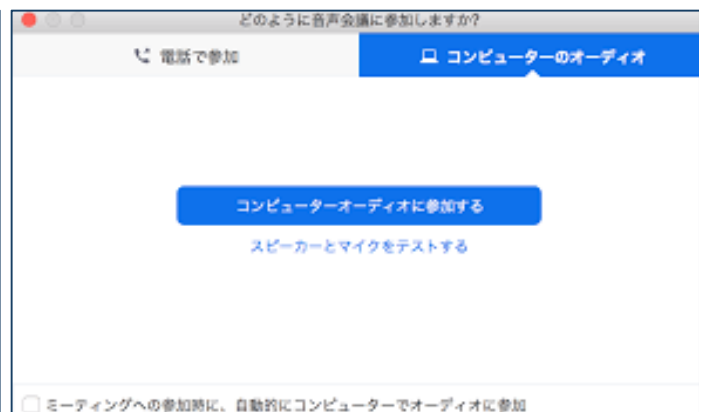 どのように音声会議に参加しますか?
電話で参加
コンピューターのオーディオ
コンピューターオーディオに参加する
スピーカーとマイクをテストする
ミーティングへの参加時に、自動的にコンピューターでオーディオに参加